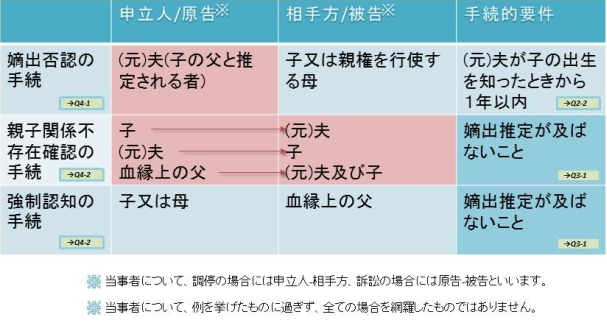 申立人/原告※ 相手方/被告※ 手続的要件
嫡出否認の
手続
→Q4-1
(元)夫(子の父と推
定される者)
子又は親権を行使す
る母
(元)夫が子の出生
を知ったときから
1年以内
→Q2-2
親子関係不
存在確認の
手続
→Q4-2
子 → (元)夫
(元)夫 → 子
血縁上の父 → (元)夫及び子
嫡出推定が及ば
ないこと
→Q3-1
強制認知の
手続
→Q4-2
子又は母
血縁上の父
嫡出推定が及ば
ないこと
→Q3-1
※ 当事者について、調停の場合には申立人-相手方、訴訟の場合には原告-被告といいます。
※ 当事者について、例を挙げたものに過ぎず、全ての場合を網羅したものではありません。